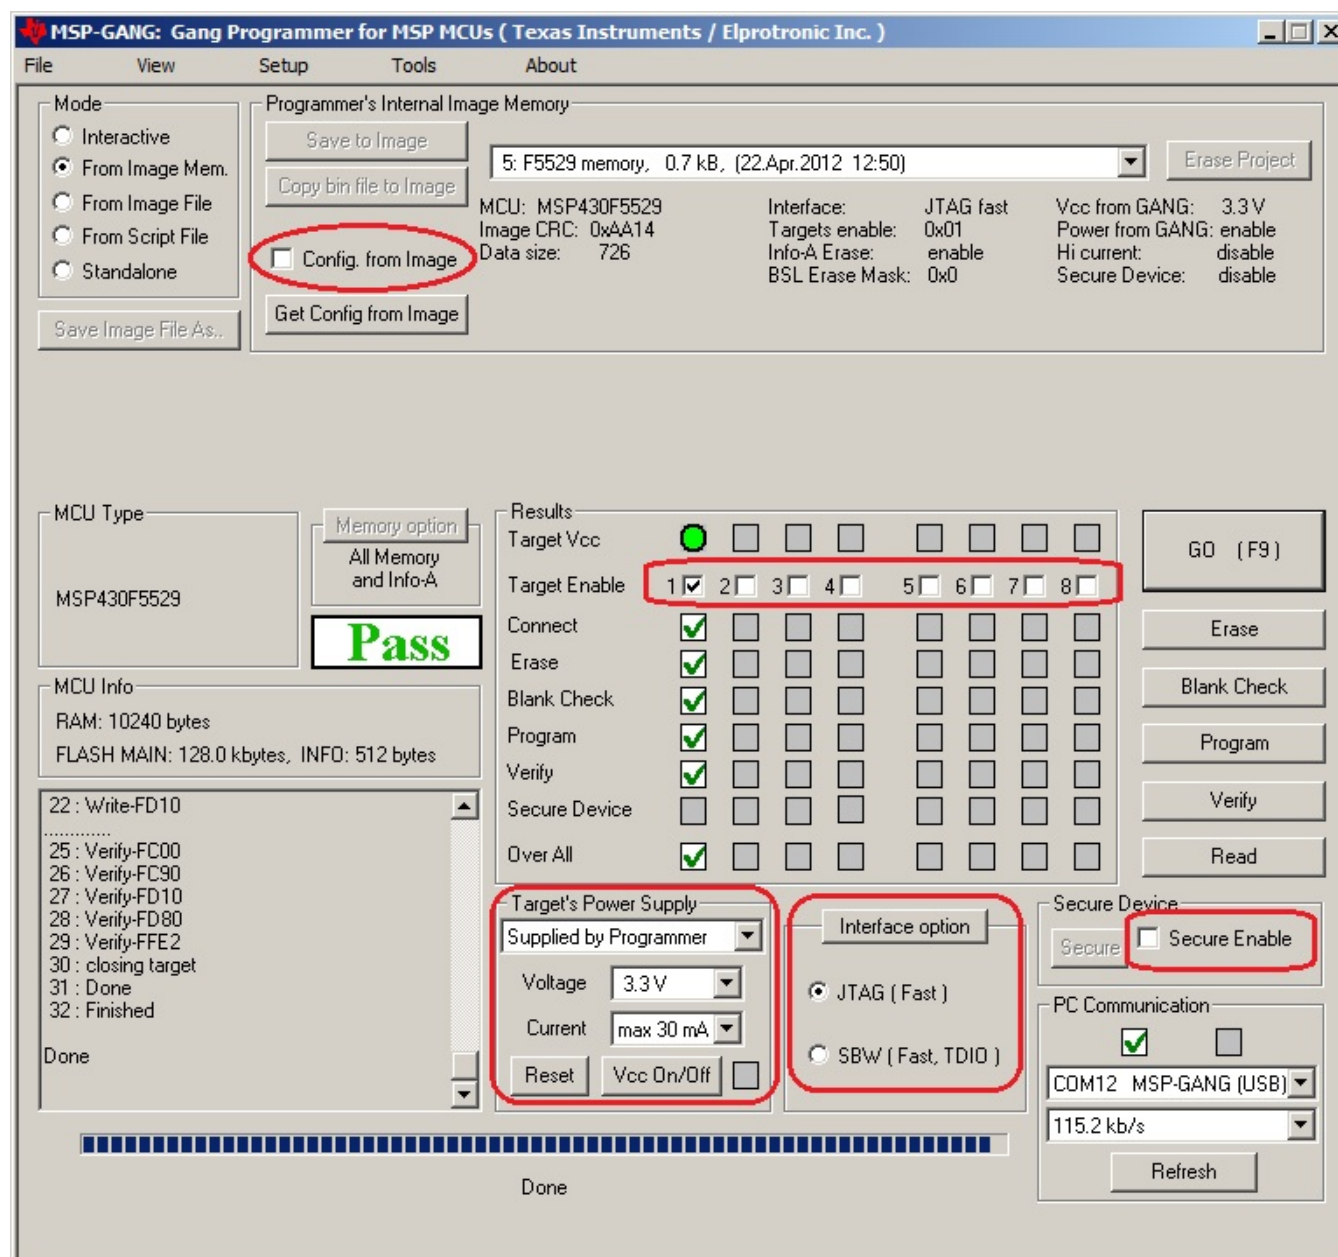 MSP-GANG: Gang Programmer for MSP MCUs ( Texas Instruments / Elprotronic Inc. )
File View Setup Tools About
Mode
Interactive
From Image Mem.
From Image File
From Script File
Standalone
Save Image File As..
Programmer's Internal Image Memory
Save to Image
Copy bin file to Image
Config. from Image
Get Config from Image
5: F5529 memory, 0.7 kB, (22.Apr.2012 12:50)
Erase Project
MCU: MSP430F5529
Image CRC: 0xAA14
Data size: 726
Interface: JTAG fast
Targets enable: 0x01
Info-A Erase: enable
BSL Erase Mask: 0x0
Vcc from GANG: 3.3 V
Power from GANG: enable
Hi current: disable
Secure Device: disable
MCU Type
MSP430F5529
Memory option
All Memory
and Info-A
Pass
MCU Info
RAM: 10240 bytes
FLASH MAIN: 128.0 kbytes, INFO: 512 bytes
22 : Write-FD10
.............
25 : Verify-FC00
26 : Verify-FC90
27 : Verify-FD10
28 : Verify-FD80
29 : Verify-FFE2
30 : closing target
31 : Done
32 : Finished
Done
Results
Target Vcc
Target Enable 1 2 3 4 5 6 7 8
Connect
Erase
Blank Check
Program
Verify
Secure Device
Over All
GO (F9)
Erase
Blank Check
Program
Verify
Read
Target's Power Supply
Supplied by Programmer
Voltage 3.3 V
Current max 30 mA
Reset Vcc On/Off
Interface option
JTAG ( Fast )
SBW ( Fast, TDIO )
Secure Device
Secure Secure Enable
PC Communication
COM12 MSP-GANG (USB)
115.2 kb/s
Refresh
Done